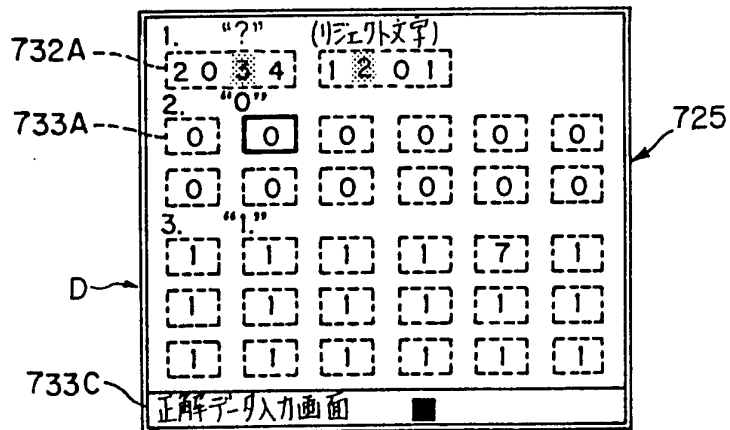 1. "?" (リジェクト文字)
732A 2 0 3 4 1 2 0 1
2. "0"
733A 0 0 0 0 0 0 725
0 0 0 0 0 0
3. "1."
1 1 1 1 7 1
D 1 1 1 1 1 1
1 1 1 1 1 1
733C 正解データ入力画面